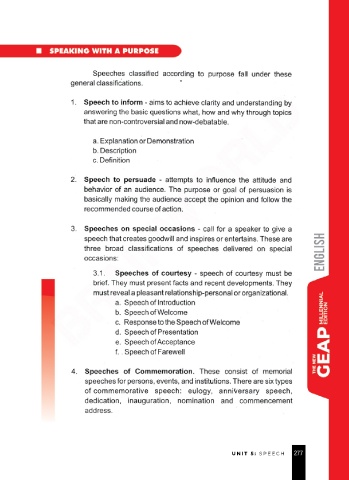 SPEAKING WITH A PURPOSE
Speeches classified according to purpose fall under these
general classifications.
1. Speech to inform - aims to achieve clarity and understanding by
answering the basic questions what, how and why through topics
that are non-controversial and now-debatable.
a. Explanation or Demonstration
b. Description
c. Definition
2. Speech to persuade - attempts to influence the attitude and
behavior of an audience. The purpose or goal of persuasion is
basically making the audience accept the opinion and follow the
recommended course of action.
3. Speeches on special occasions - call for a speaker to give a
speech that creates goodwill and inspires or entertains. These are
three broad classifications of speeches delivered on special
occasions:
3.1. Speeches of courtesy - speech of courtesy must be
brief. They must present facts and recent developments. They
must reveal a pleasant relationship-personal or organizational.
a. Speech of Introduction
b. Speech of Welcome
c. Response to the Speech of Welcome
d. Speech of Presentation
e. Speech of Acceptance
f. Speech of Farewell
4. Speeches of Commemoration. These consist of memorial
speeches for persons, events, and institutions. There are six types
of commemorative speech: eulogy, anniversary speech,
dedication, inauguration, nomination and commencement
address.
ENGLISH
THE NEW
GEAP
MILLENNIAL
EDITION
UNIT 5: SPEECH 277